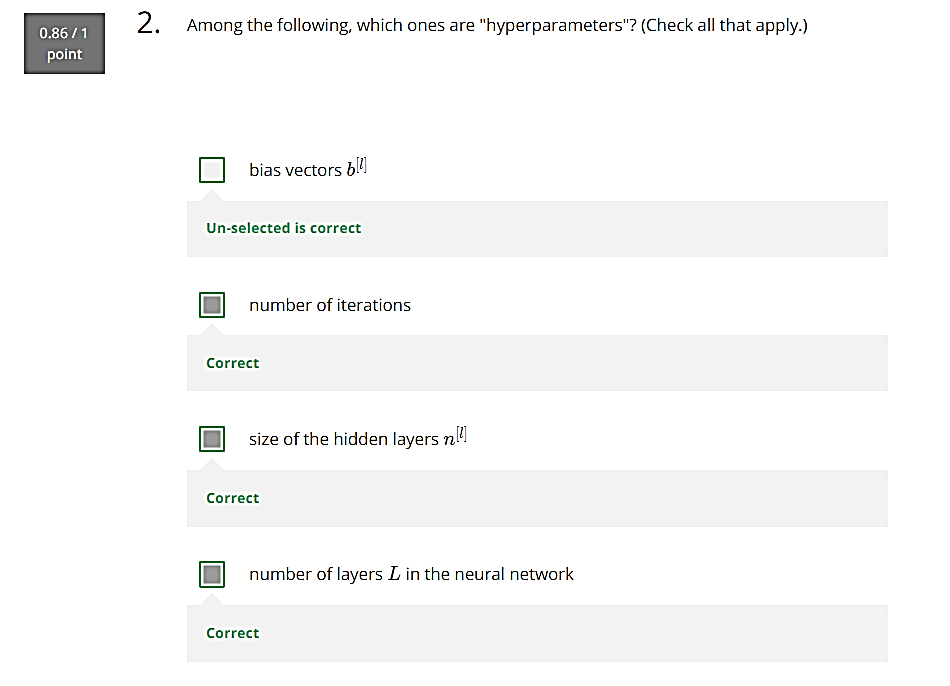 0.86 / 1
point
2. Among the following, which ones are "hyperparameters"? (Check all that apply.)
bias vectors b^[l]
Un-selected is correct
number of iterations
Correct
size of the hidden layers n^[l]
Correct
number of layers L in the neural network
Correct